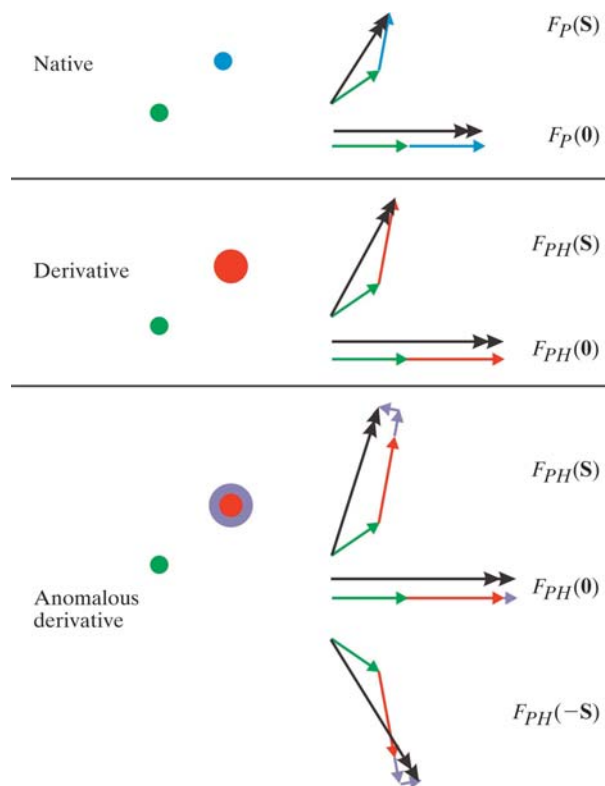 Native
F_P(S)
F_P(0)
Derivative
F_PH(S)
F_PH(0)
F_PH(S)
F_PH(0)
Anomalous
derivative
F_PH(−S)